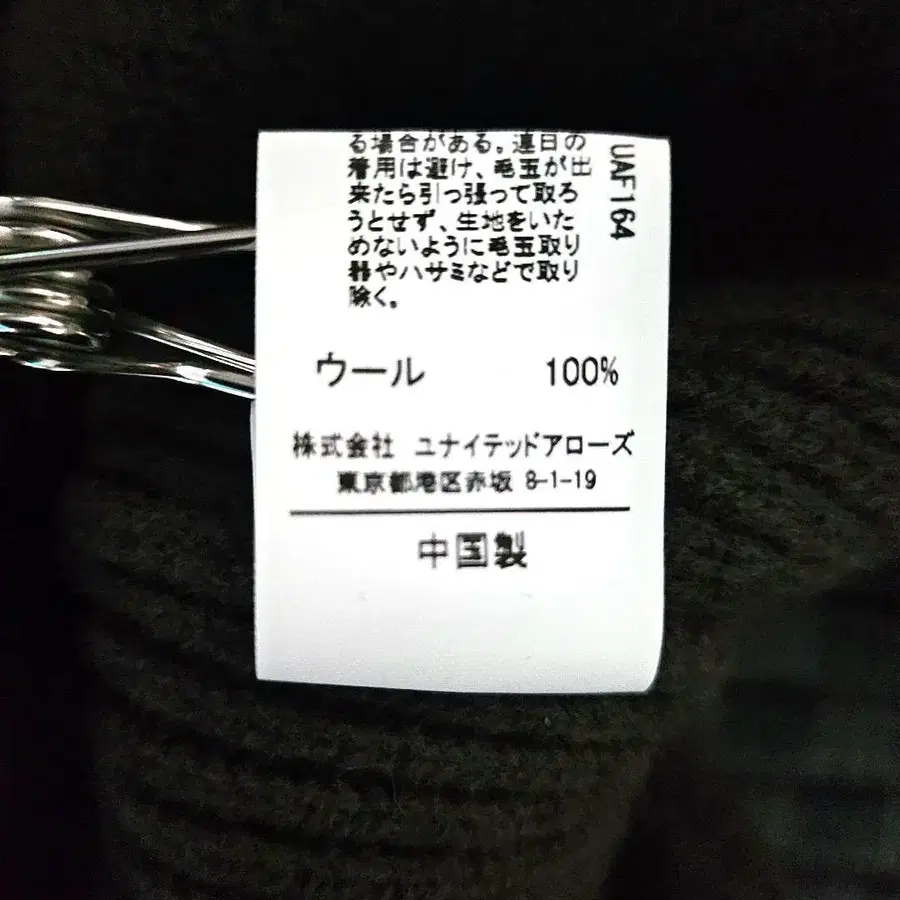 る場合がある。連日の
着用は避け、毛玉が出
来たら引っ張って取ろ
うとせず、生地をいた
めないように毛玉取り
器やハサミなどで取り
除く。
UAF164
ウール 100%
株式会社 ユナイテッドアローズ
東京都港区赤坂 8-1-19
中国製